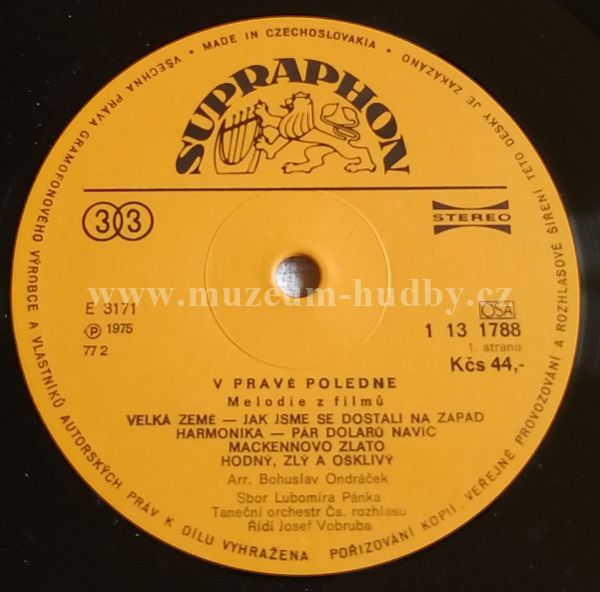 VŠECHNA PRÁVA GRAMOFONOVÉHO VÝROBCE A VLASTNÍKŮ AUTORSKÝCH PRÁV K DÍLU VYHRAŽENA
• MADE IN CZECHOSLOVAKIA •
POŘIZOVÁNÍ KOPIÍ, VEŘEJNÉ PROVOZOVÁNÍ A ROZHLASOVÉ ŠÍŘENÍ TÉTO DESKY JE ZAKÁZÁNO
SUPRAPHON
33
STEREO
www.muzeum-hudby.cz
E 3171
Ⓟ 1975
77 2
OSA
1 13 1788
1. strana
Kčs 44,-
V PRAVÉ POLEDNE
Melodie z filmů
VELKÁ ZEMĚ — JAK JSME SE DOSTALI NA ZÁPAD
HARMONIKA — PÁR DOLARŮ NAVÍC
MACKENNOVO ZLATO
HODNÝ, ZLÝ A OŠKLIVÝ
Arr. Bohuslav Ondráček
Sbor Lubomíra Pánka
Taneční orchestr Čs. rozhlasu
Řídí Josef Vobruba